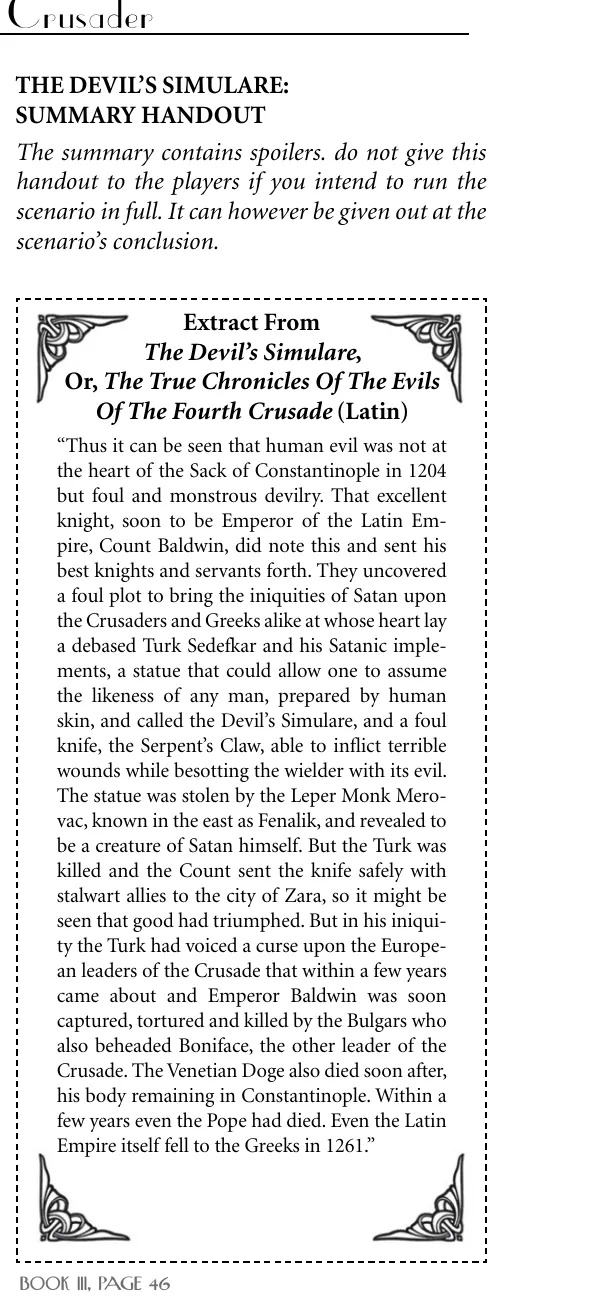 Crusader
THE DEVIL’S SIMULARE:
SUMMARY HANDOUT
The summary contains spoilers. do not give this
handout to the players if you intend to run the
scenario in full. It can however be given out at the
scenario’s conclusion.
Extract From
The Devil’s Simulare,
Or, The True Chronicles Of The Evils
Of The Fourth Crusade (Latin)
“Thus it can be seen that human evil was not at
the heart of the Sack of Constantinople in 1204
but foul and monstrous devilry. That excellent
knight, soon to be Emperor of the Latin Em-
pire, Count Baldwin, did note this and sent his
best knights and servants forth. They uncovered
a foul plot to bring the iniquities of Satan upon
the Crusaders and Greeks alike at whose heart lay
a debased Turk Sedefkar and his Satanic imple-
ments, a statue that could allow one to assume
the likeness of any man, prepared by human
skin, and called the Devil’s Simulare, and a foul
knife, the Serpent’s Claw, able to inflict terrible
wounds while besotting the wielder with its evil.
The statue was stolen by the Leper Monk Mero-
vac, known in the east as Fenalik, and revealed to
be a creature of Satan himself. But the Turk was
killed and the Count sent the knife safely with
stalwart allies to the city of Zara, so it might be
seen that good had triumphed. But in his iniqui-
ty the Turk had voiced a curse upon the Europe-
an leaders of the Crusade that within a few years
came about and Emperor Baldwin was soon
captured, tortured and killed by the Bulgars who
also beheaded Boniface, the other leader of the
Crusade. The Venetian Doge also died soon after,
his body remaining in Constantinople. Within a
few years even the Pope had died. Even the Latin
Empire itself fell to the Greeks in 1261.”
BOOK III, PAGE 46